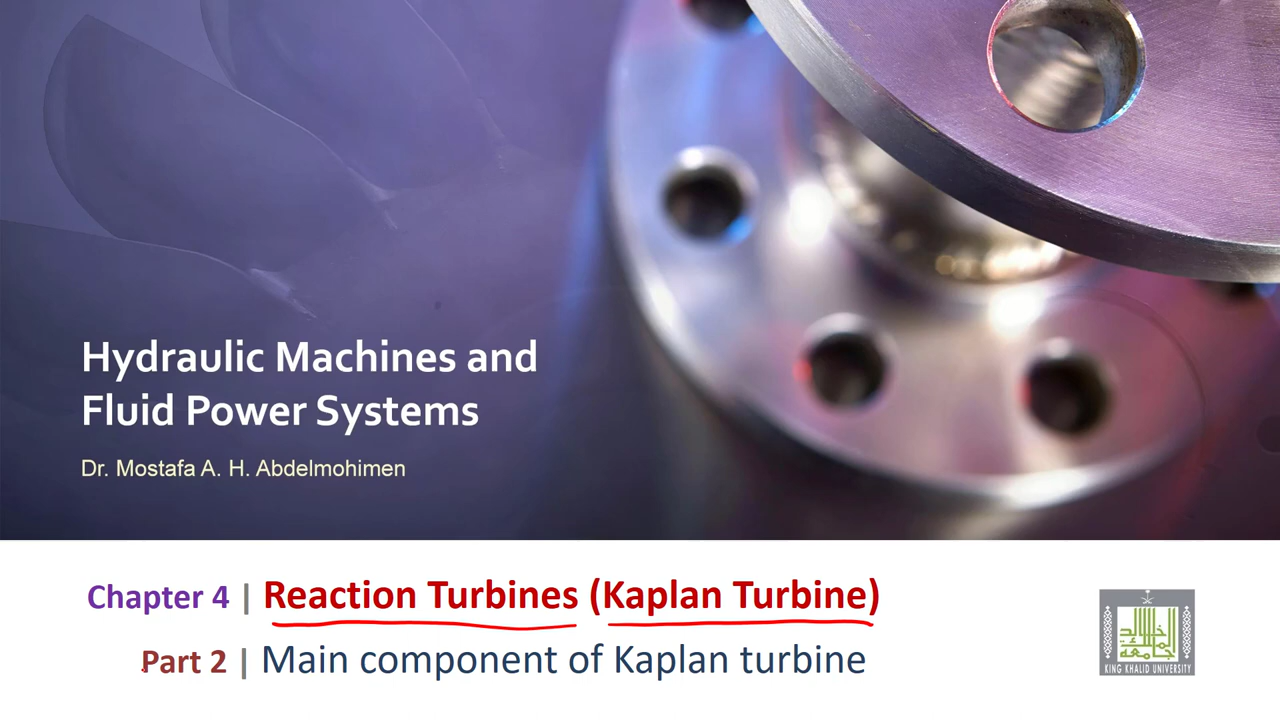 Hydraulic Machines and
Fluid Power Systems
Dr. Mostafa A. H. Abdelmohimen
Chapter 4 | Reaction Turbines (Kaplan Turbine)
Part 2 | Main component of Kaplan turbine
KING KHALID UNIVERSITY